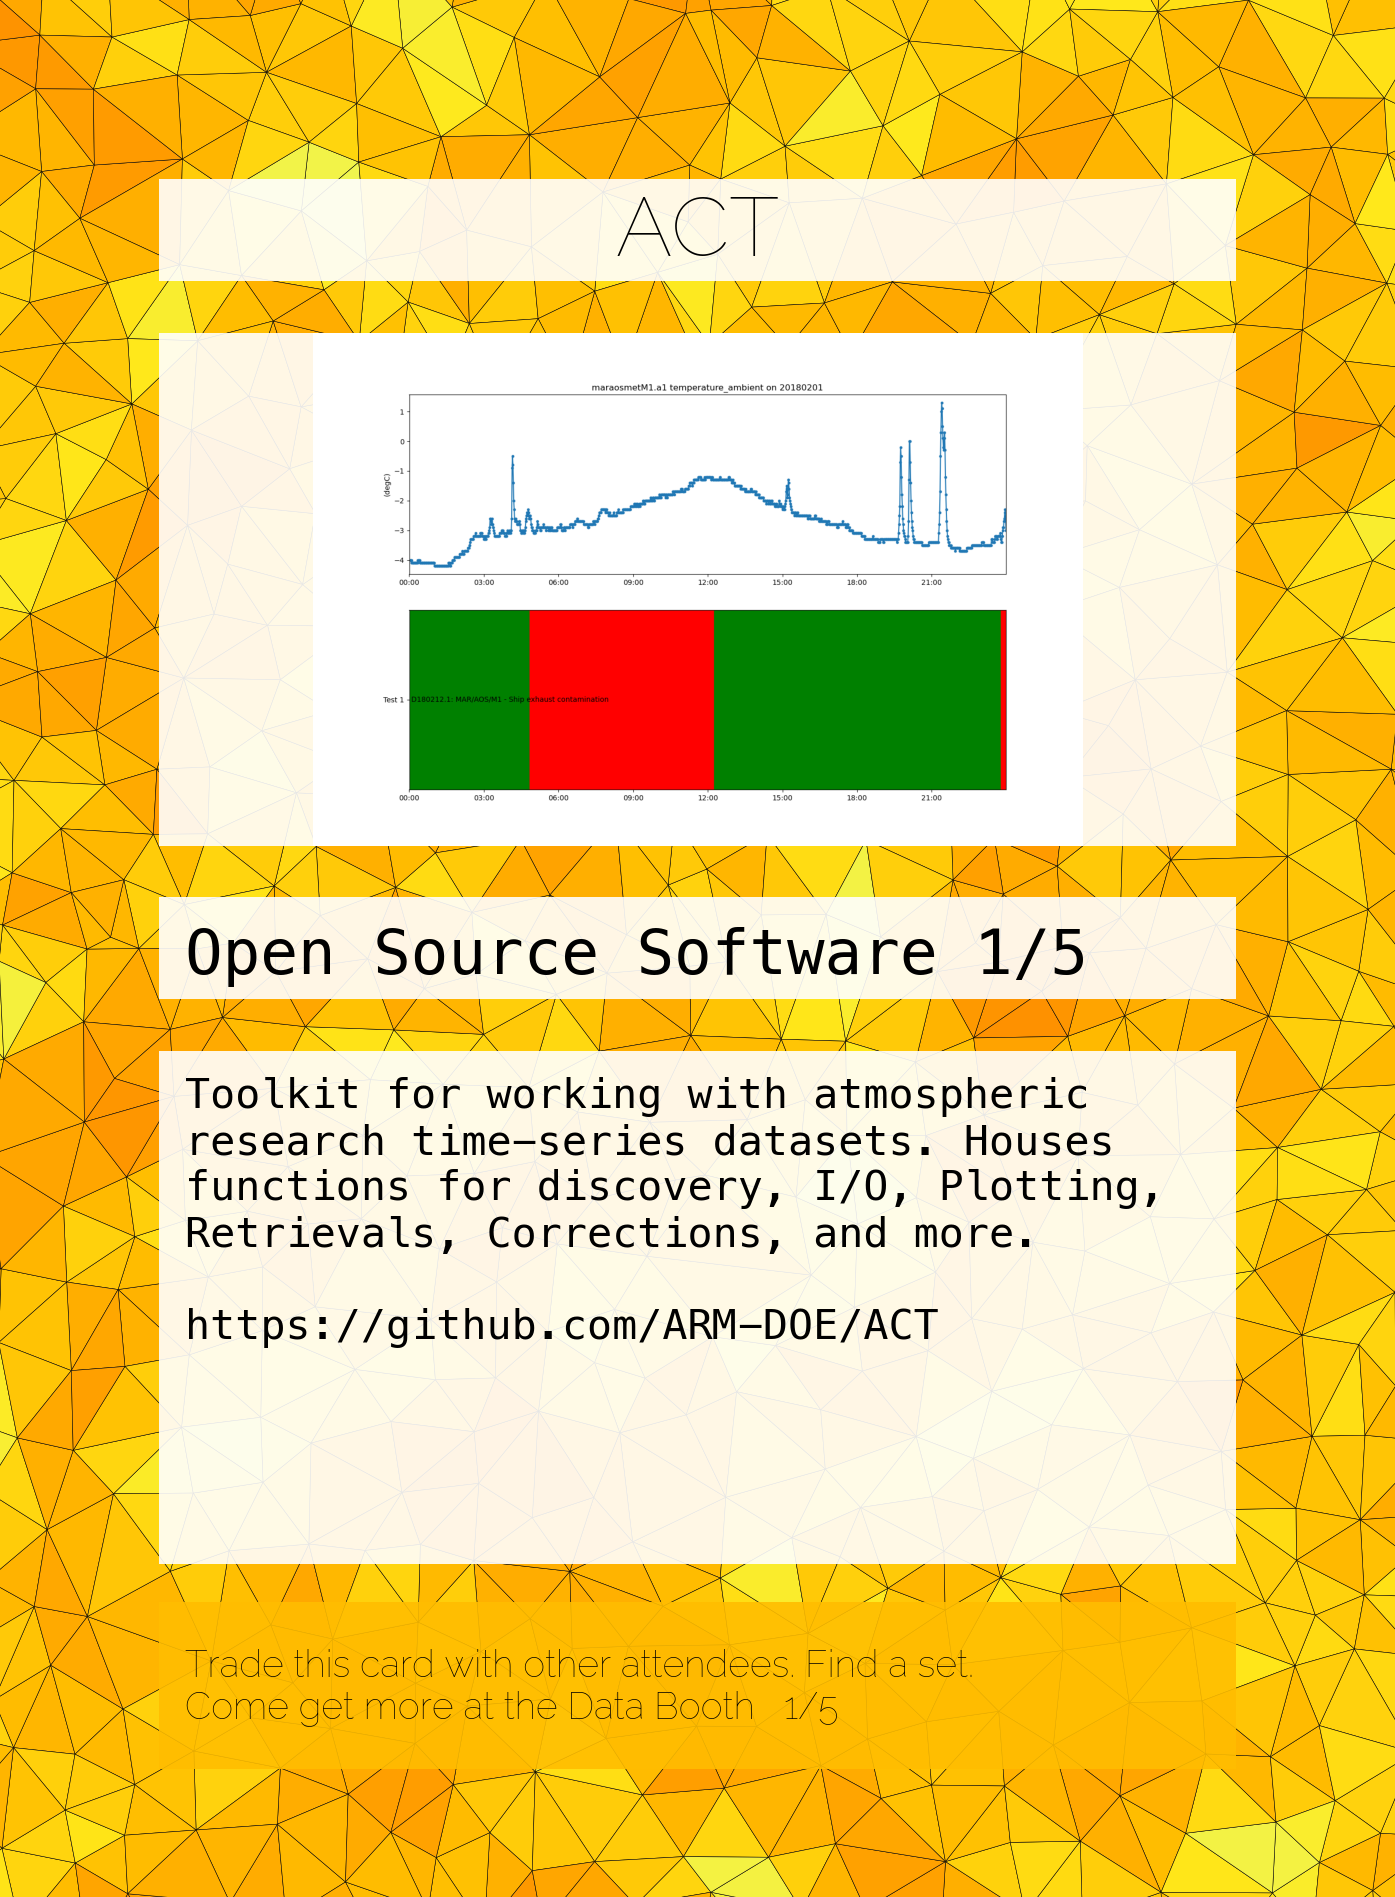 ACT
maraosmetM1.a1 temperature_ambient on 20180201
1
0
−1
−2
−3
−4
(degC)
00:00 03:00 06:00 09:00 12:00 15:00 18:00 21:00
Test 1 D180212.1: MAR/AOS/M1 - Ship exhaust contamination
00:00 03:00 06:00 09:00 12:00 15:00 18:00 21:00
Open Source Software 1/5
Toolkit for working with atmospheric
research time-series datasets. Houses
functions for discovery, I/O, Plotting,
Retrievals, Corrections, and more.
https://github.com/ARM-DOE/ACT
Trade this card with other attendees. Find a set.
Come get more at the Data Booth 1/5